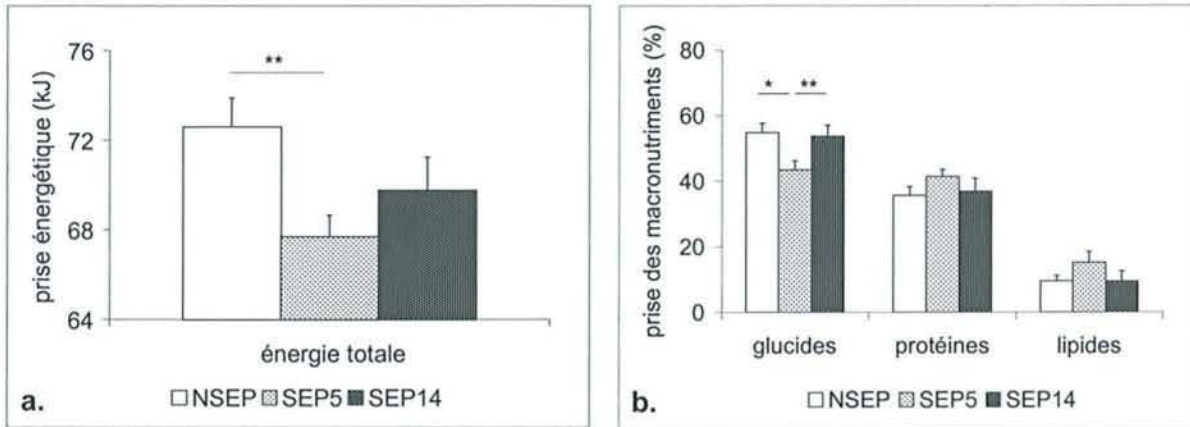 76
72
68
64
prise énergétique (kJ)
**
énergie totale
NSEP SEP5 SEP14
a.
80
60
40
20
0
prise des macronutriments (%)
* **
glucides protéines lipides
NSEP SEP5 SEP14
b.